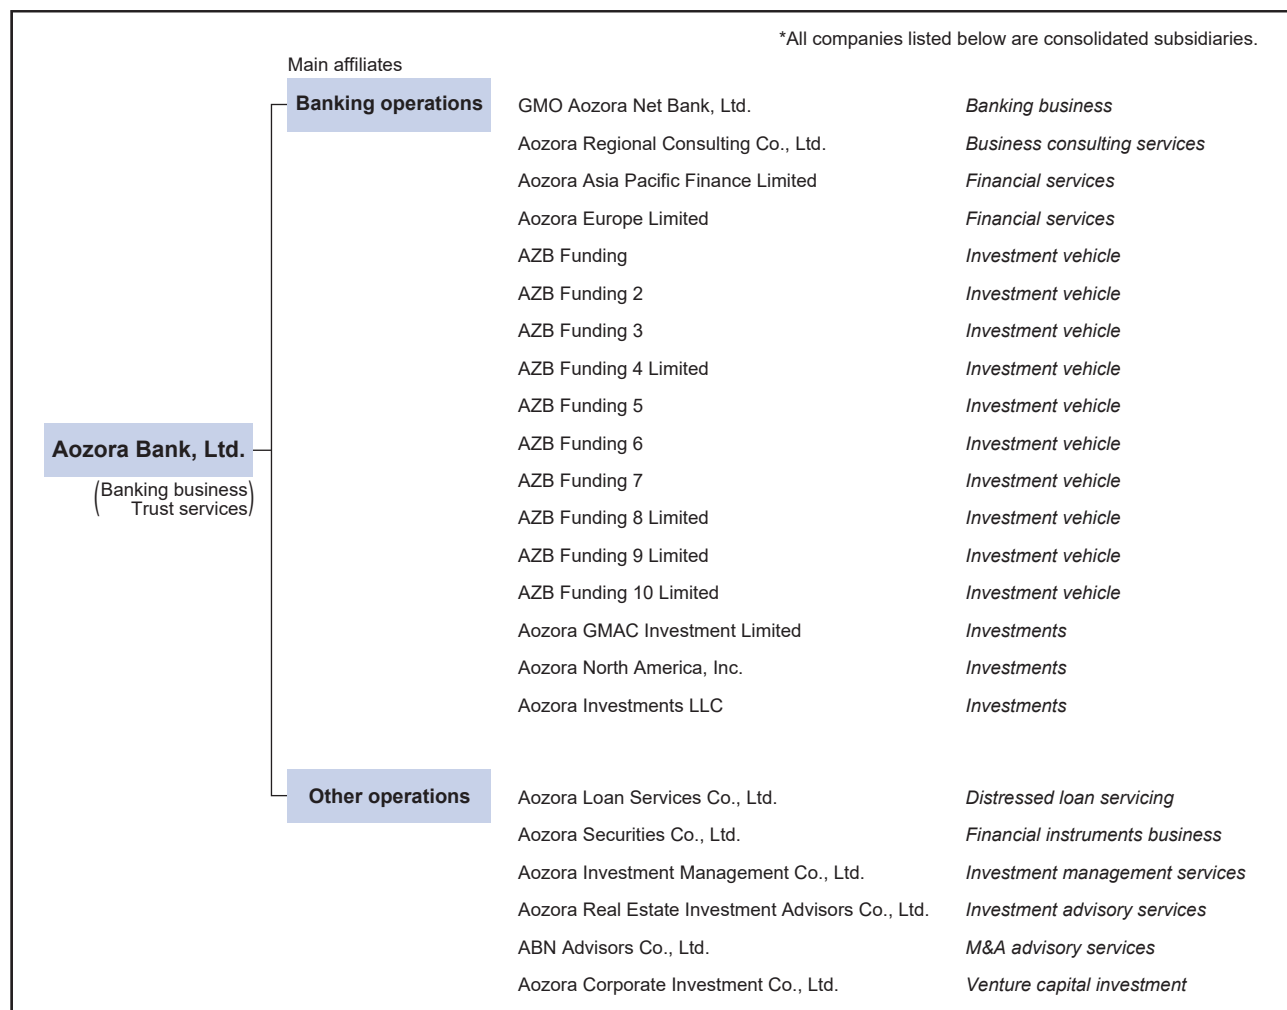 *All companies listed below are consolidated subsidiaries.
Main affiliates
Banking operations
GMO Aozora Net Bank, Ltd. Banking business
Aozora Regional Consulting Co., Ltd. Business consulting services
Aozora Asia Pacific Finance Limited Financial services
Aozora Europe Limited Financial services
AZB Funding Investment vehicle
AZB Funding 2 Investment vehicle
AZB Funding 3 Investment vehicle
AZB Funding 4 Limited Investment vehicle
AZB Funding 5 Investment vehicle
AZB Funding 6 Investment vehicle
AZB Funding 7 Investment vehicle
AZB Funding 8 Limited Investment vehicle
AZB Funding 9 Limited Investment vehicle
AZB Funding 10 Limited Investment vehicle
Aozora GMAC Investment Limited Investments
Aozora North America, Inc. Investments
Aozora Investments LLC Investments
Aozora Bank, Ltd.
(Banking business
Trust services)
Other operations
Aozora Loan Services Co., Ltd. Distressed loan servicing
Aozora Securities Co., Ltd. Financial instruments business
Aozora Investment Management Co., Ltd. Investment management services
Aozora Real Estate Investment Advisors Co., Ltd. Investment advisory services
ABN Advisors Co., Ltd. M&A advisory services
Aozora Corporate Investment Co., Ltd. Venture capital investment